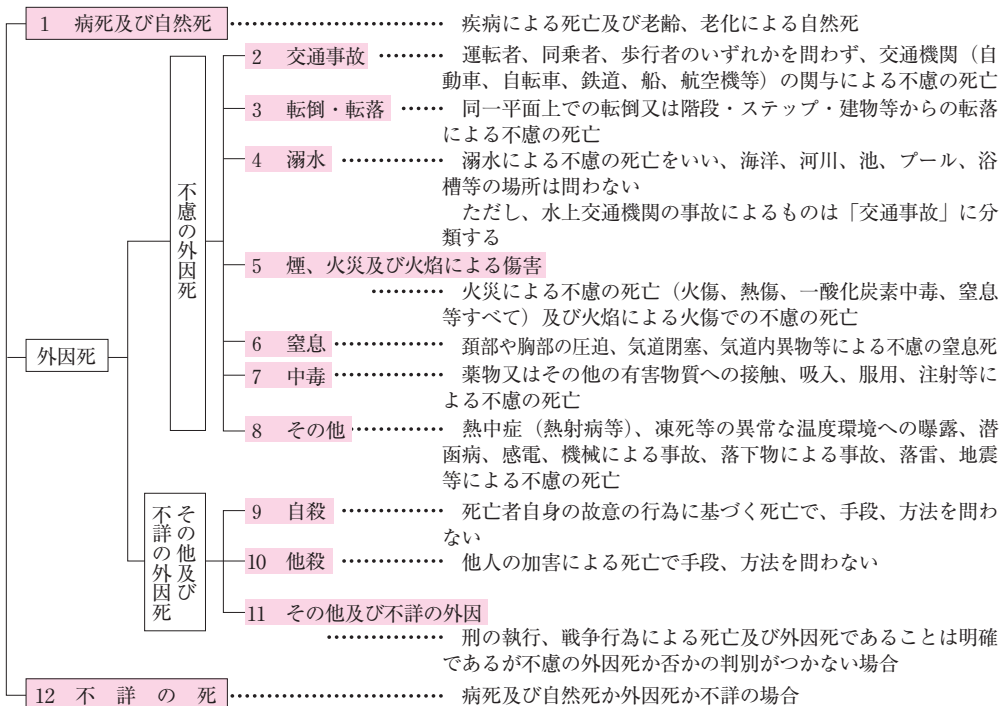 1　病死及び自然死 ‥‥‥‥‥‥‥‥ 疾病による死亡及び老齢、老化による自然死
外因死
不慮の外因死
2　交通事故 ‥‥‥‥‥ 運転者、同乗者、歩行者のいずれかを問わず、交通機関（自
動車、自転車、鉄道、船、航空機等）の関与による不慮の死亡
3　転倒・転落 ‥‥ 同一平面上での転倒又は階段・ステップ・建物等からの転落
による不慮の死亡
4　溺水 ‥‥‥‥‥‥ 溺水による不慮の死亡をいい、海洋、河川、池、プール、浴
槽等の場所は問わない
ただし、水上交通機関の事故によるものは「交通事故」に分
類する
5　煙、火災及び火焰による傷害
‥‥‥‥‥ 火災による不慮の死亡（火傷、熱傷、一酸化炭素中毒、窒息
等すべて）及び火焰による火傷での不慮の死亡
6　窒息 ‥‥‥‥‥‥ 頚部や胸部の圧迫、気道閉塞、気道内異物等による不慮の窒息死
7　中毒 ‥‥‥‥‥‥ 薬物又はその他の有害物質への接触、吸入、服用、注射等に
よる不慮の死亡
8　その他 ‥‥‥‥‥ 熱中症（熱射病等）、凍死等の異常な温度環境への曝露、潜
函病、感電、機械による事故、落下物による事故、落雷、地震
等による不慮の死亡
その他及び
不詳の外因死
9　自殺 ‥‥‥‥‥‥ 死亡者自身の故意の行為に基づく死亡で、手段、方法を問わ
ない
10　他殺 ‥‥‥‥‥‥ 他人の加害による死亡で手段、方法を問わない
11　その他及び不詳の外因
‥‥‥‥‥‥ 刑の執行、戦争行為による死亡及び外因死であることは明確
であるが不慮の外因死か否かの判別がつかない場合
12　不　詳　の　死 ‥‥‥‥‥‥‥‥ 病死及び自然死か外因死か不詳の場合